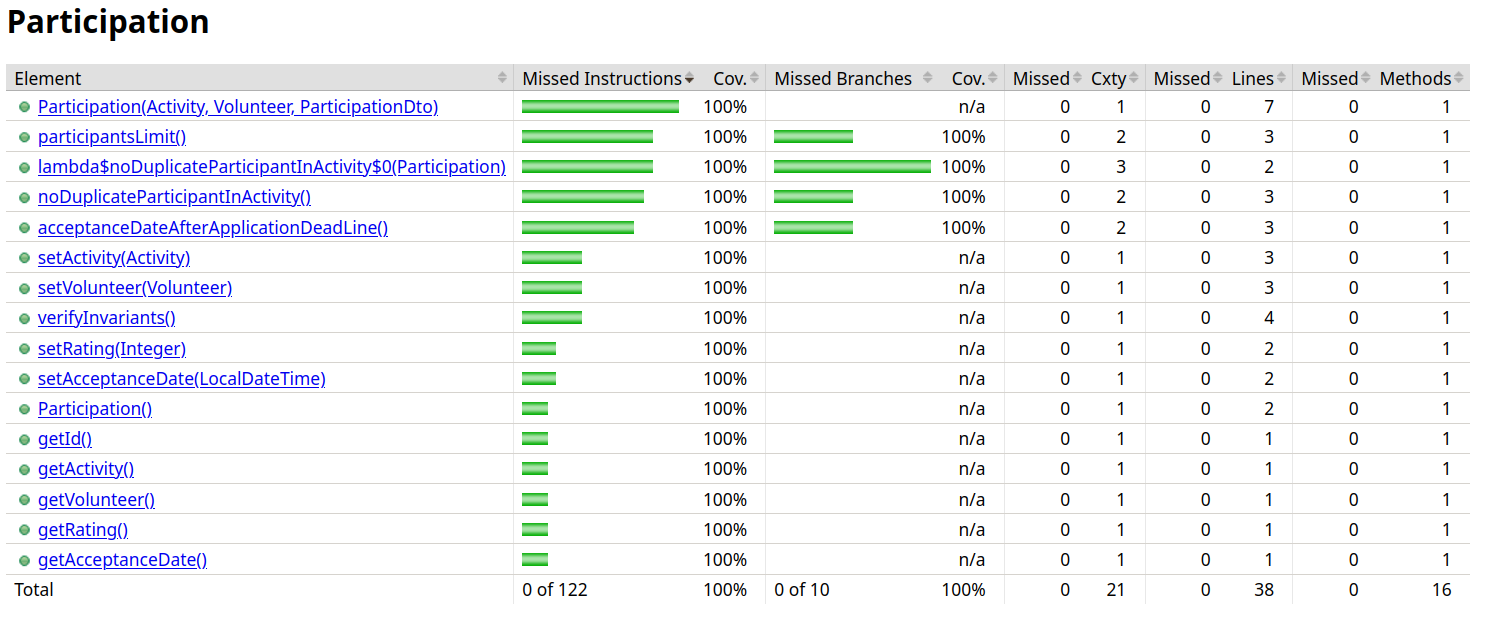 Participation
Element Missed Instructions Cov. Missed Branches Cov. Missed Cxty Missed Lines Missed Methods
Participation(Activity, Volunteer, ParticipationDto) 100% n/a 0 1 0 7 0 1
participantsLimit() 100% 100% 0 2 0 3 0 1
lambda$noDuplicateParticipantInActivity$0(Participation) 100% 100% 0 3 0 2 0 1
noDuplicateParticipantInActivity() 100% 100% 0 2 0 3 0 1
acceptanceDateAfterApplicationDeadLine() 100% 100% 0 2 0 3 0 1
setActivity(Activity) 100% n/a 0 1 0 3 0 1
setVolunteer(Volunteer) 100% n/a 0 1 0 3 0 1
verifyInvariants() 100% n/a 0 1 0 4 0 1
setRating(Integer) 100% n/a 0 1 0 2 0 1
setAcceptanceDate(LocalDateTime) 100% n/a 0 1 0 2 0 1
Participation() 100% n/a 0 1 0 2 0 1
getId() 100% n/a 0 1 0 1 0 1
getActivity() 100% n/a 0 1 0 1 0 1
getVolunteer() 100% n/a 0 1 0 1 0 1
getRating() 100% n/a 0 1 0 1 0 1
getAcceptanceDate() 100% n/a 0 1 0 1 0 1
Total 0 of 122 100% 0 of 10 100% 0 21 0 38 0 16